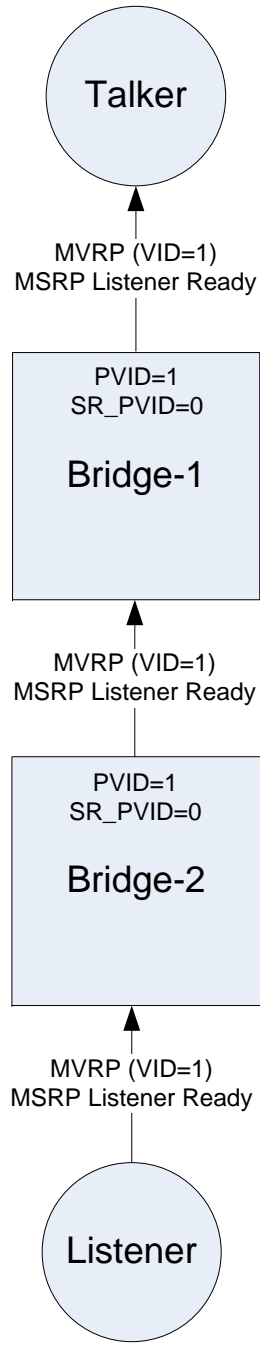 Talker
MVRP (VID=1)
MSRP Listener Ready
PVID=1
SR_PVID=0
Bridge-1
MVRP (VID=1)
MSRP Listener Ready
PVID=1
SR_PVID=0
Bridge-2
MVRP (VID=1)
MSRP Listener Ready
Listener